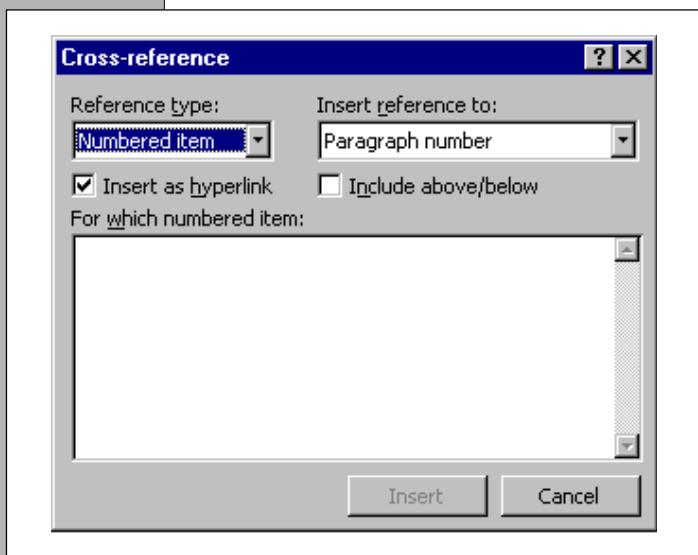 Cross-reference
Reference type: Insert reference to:
Numbered item Paragraph number
Insert as hyperlink Include above/below
For which numbered item:
Insert Cancel